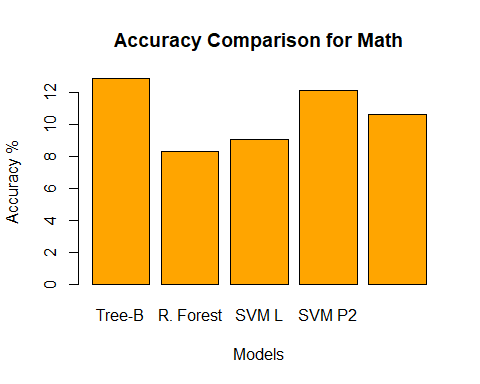 Accuracy Comparison for Math
Accuracy %
12
10
8
6
4
2
0
Tree-B R. Forest SVM L SVM P2
Models